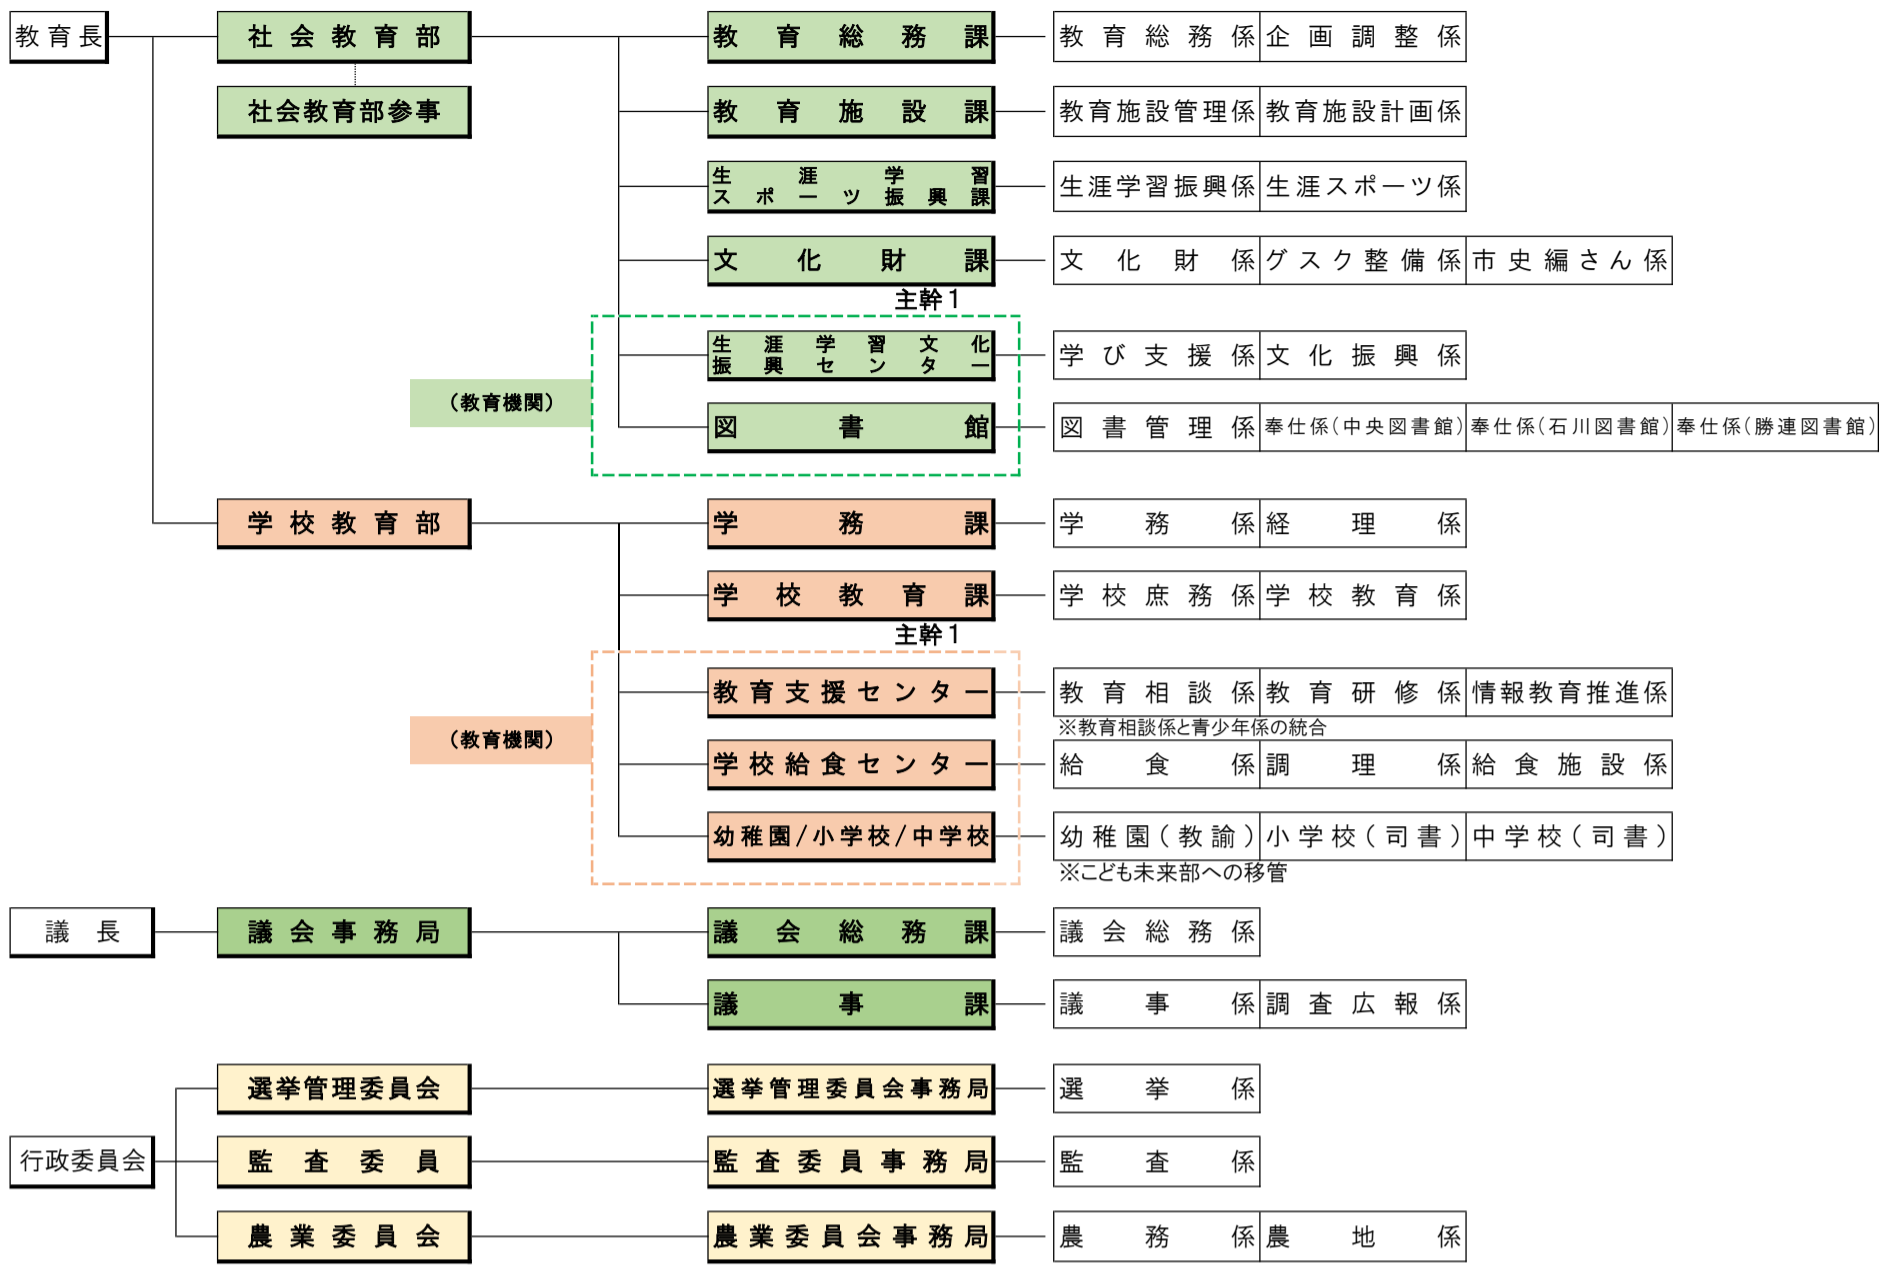 教育長 社会教育部 教育総務課 教育総務係 企画調整係
社会教育部参事 教育施設課 教育施設管理係 教育施設計画係
生涯学習
スポーツ振興課 生涯学習振興係 生涯スポーツ係
文化財課 文化財係 グスク整備係 市史編さん係
主幹1
生涯学習文化
振興センター 学び支援係 文化振興係
(教育機関)
図書館 図書管理係 奉仕係(中央図書館) 奉仕係(石川図書館) 奉仕係(勝連図書館)
学校教育部 学務課 学務係 経理係
学校教育課 学校庶務係 学校教育係
主幹1
教育支援センター 教育相談係 教育研修係 情報教育推進係
※教育相談係と青少年係の統合
(教育機関)
学校給食センター 給食係 調理係 給食施設係
幼稚園/小学校/中学校 幼稚園(教諭) 小学校(司書) 中学校(司書)
※こども未来部への移管
議長 議会事務局 議会総務課 議会総務係
議事課 議事係 調査広報係
選挙管理委員会 選挙管理委員会事務局 選挙係
行政委員会 監査委員 監査委員事務局 監査係
農業委員会 農業委員会事務局 農務係 農地係